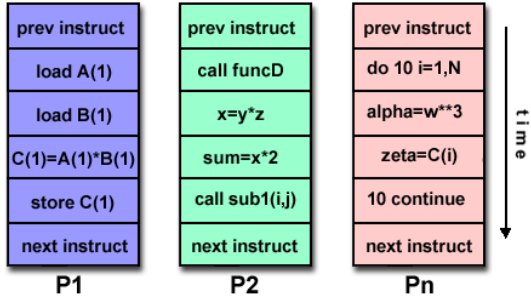 prev instruct
load A(1)
load B(1)
C(1)=A(1)*B(1)
store C(1)
next instruct
P1
prev instruct
call funcD
x=y*z
sum=x*2
call sub1(i,j)
next instruct
P2
prev instruct
do 10 i=1,N
alpha=w**3
zeta=C(i)
10 continue
next instruct
Pn
time